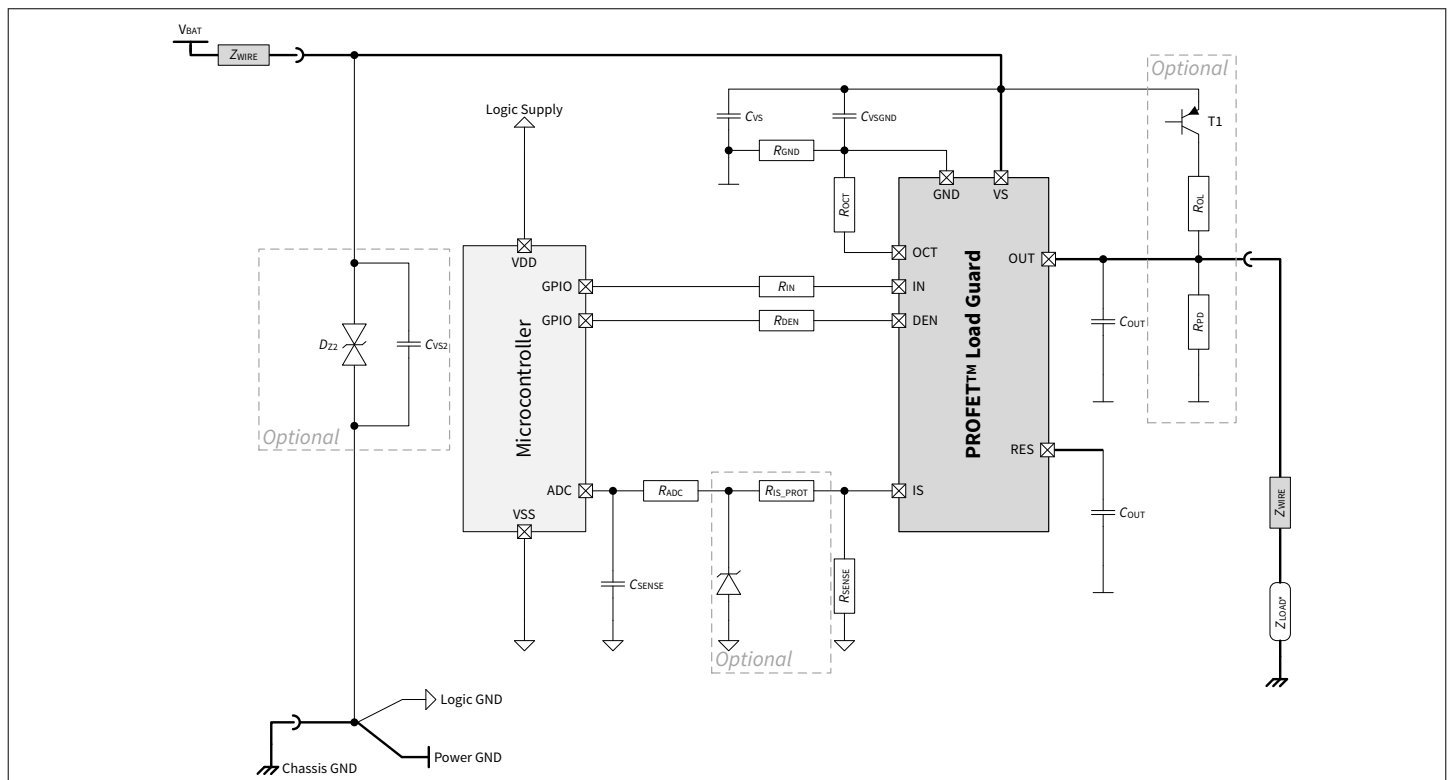 VBAT
ZWIRE
Optional
Logic Supply
CVS
CVSGND
T1
RGND
ROCT
ROL
GND
VS
VDD
OCT
OUT
GPIO
RIN
IN
GPIO
RDEN
DEN
DZ2
CVS2
COUT
RPD
Microcontroller
PROFET™ Load Guard
Optional
RES
ADC
RADC
RIS_PROT
IS
VSS
COUT
ZWIRE
CSENSE
RSENSE
ZLOAD*
Optional
Logic GND
Power GND
Chassis GND